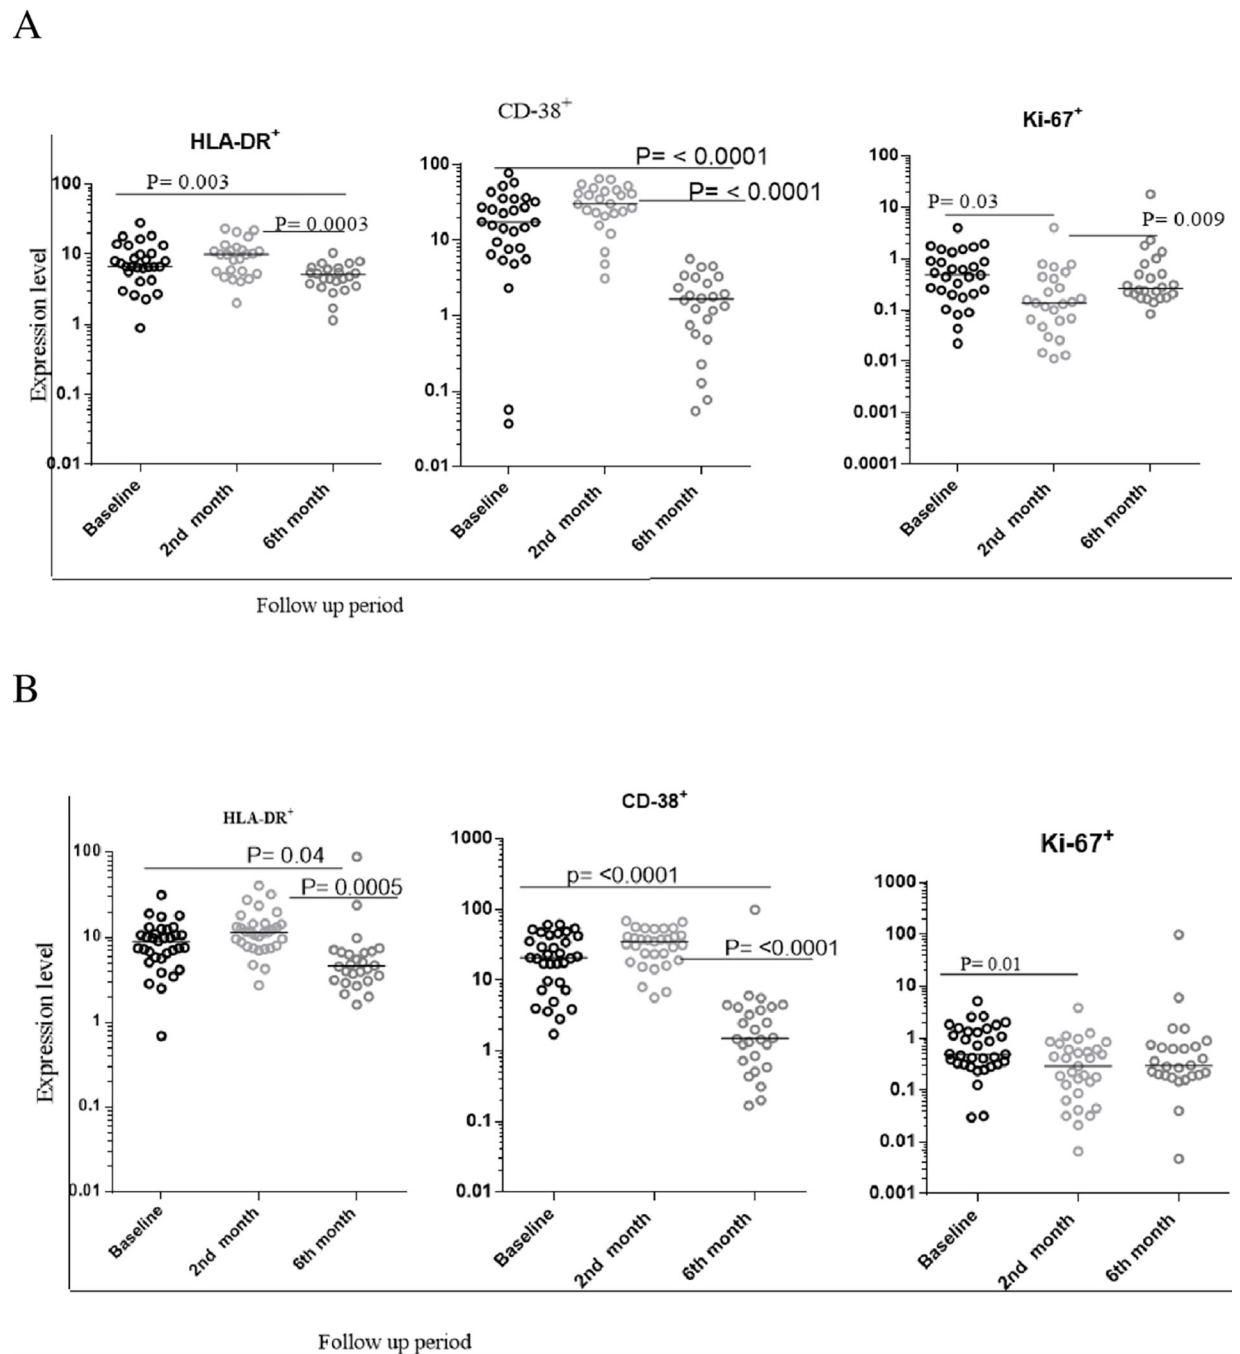 A
HLA-DR+
CD-38+
Ki-67+
P= 0.003
P= 0.0003
P= < 0.0001
P= < 0.0001
P= 0.03
P= 0.009
Expression level
100
10
1
0.1
0.01
Baseline
2nd month
6th month
100
10
1
0.1
0.01
Baseline
2nd month
6th month
100
10
1
0.1
0.01
0.001
0.0001
Baseline
2nd month
6th month
Follow up period
B
HLA-DR+
CD-38+
Ki-67+
P= 0.04
P= 0.0005
p= <0.0001
P= <0.0001
P= 0.01
Expression level
100
10
1
0.1
0.01
Baseline
2nd month
6th month
1000
100
10
1
0.1
0.01
Baseline
2nd month
6th month
1000
100
10
1
0.1
0.01
0.001
Baseline
2nd month
6th month
Follow up period